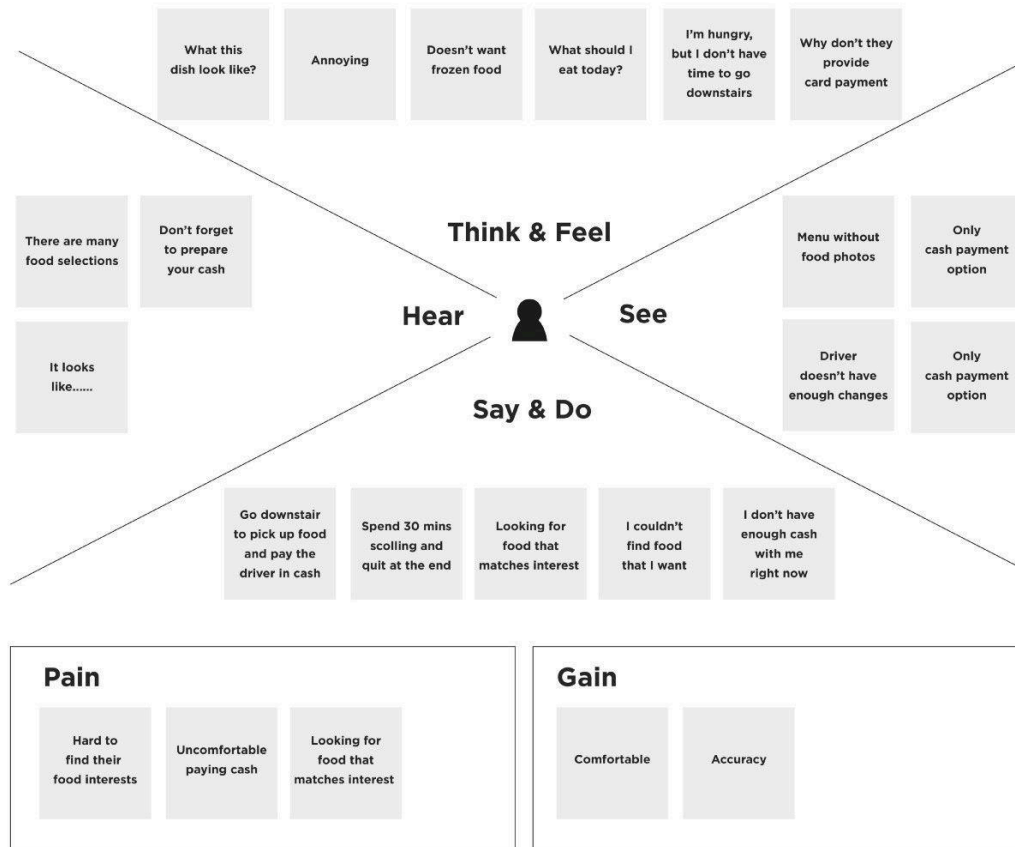 What this
dish look like?
Annoying
Doesn't want
frozen food
What should I
eat today?
I'm hungry,
but I don't have
time to go
downstairs
Why don't they
provide
card payment
Think & Feel
There are many
food selections
Don't forget
to prepare
your cash
It looks
like......
Hear
See
Menu without
food photos
Only
cash payment
option
Driver
doesn't have
enough changes
Only
cash payment
option
Say & Do
Go downstair
to pick up food
and pay the
driver in cash
Spend 30 mins
scolling and
quit at the end
Looking for
food that
matches interest
I couldn't
find food
that I want
I don't have
enough cash
with me
right now
Pain
Hard to
find their
food interests
Uncomfortable
paying cash
Looking for
food that
matches interest
Gain
Comfortable
Accuracy